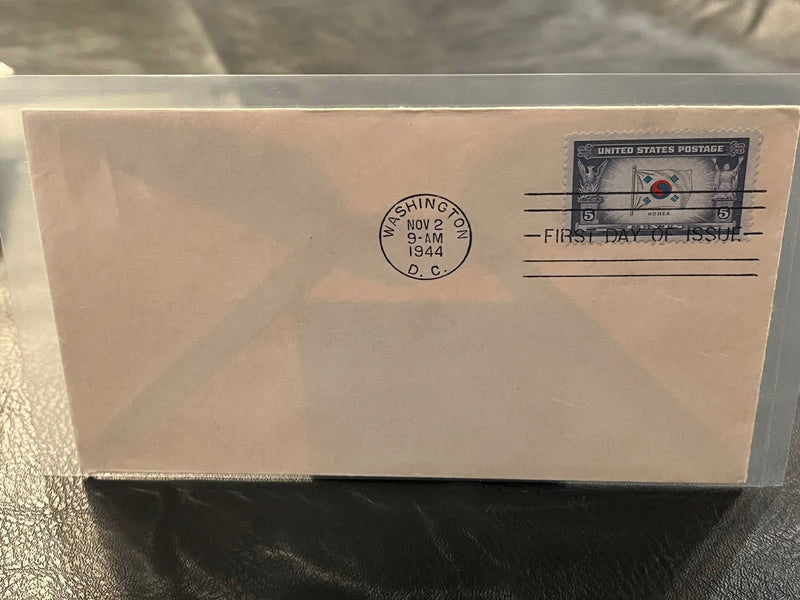 UNITED STATES POSTAGE
5 KOREA 5
WASHINGTON
NOV 2
9-AM
1944
D. C.
FIRST DAY OF ISSUE